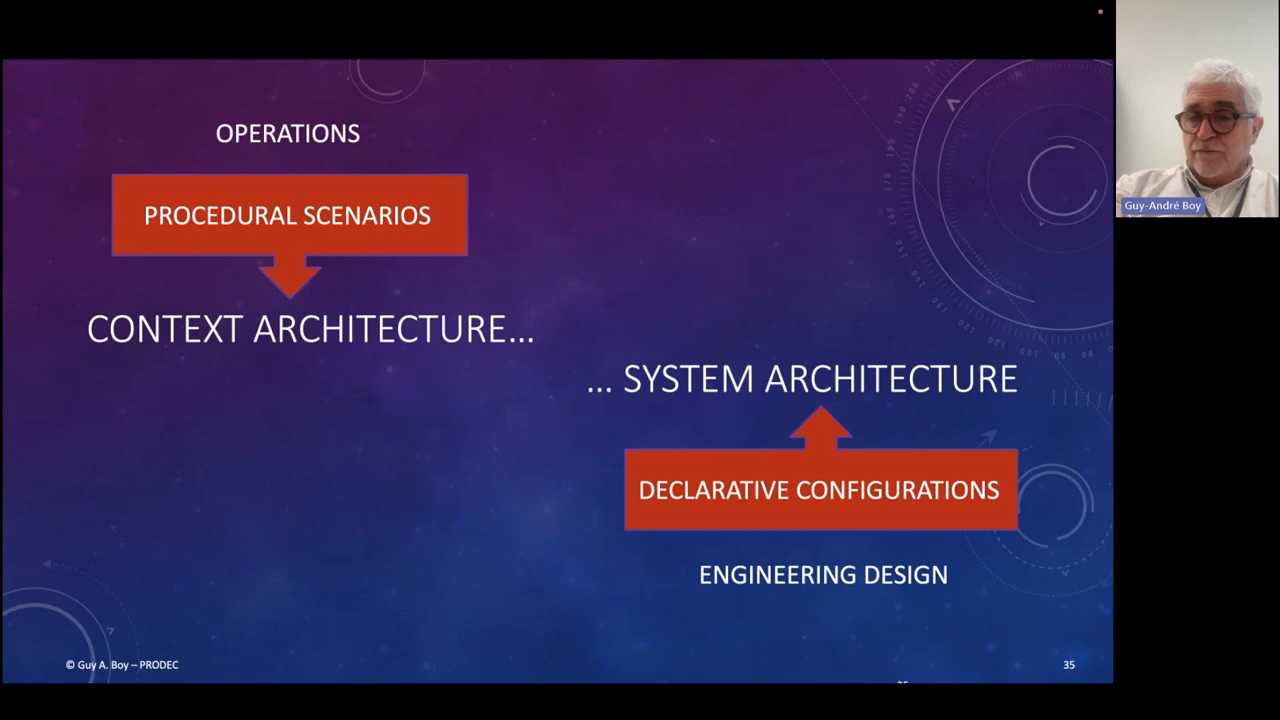 OPERATIONS
PROCEDURAL SCENARIOS
CONTEXT ARCHITECTURE...
... SYSTEM ARCHITECTURE
DECLARATIVE CONFIGURATIONS
ENGINEERING DESIGN
© Guy A. Boy – PRODEC
35
Guy-André Boy